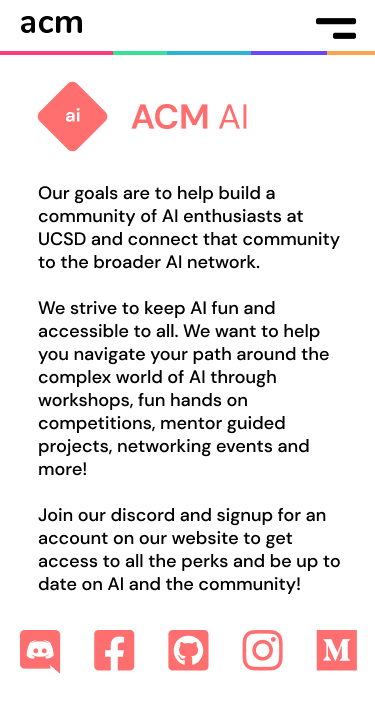 acm
ai
ACM AI
Our goals are to help build a
community of AI enthusiasts at
UCSD and connect that community
to the broader AI network.
We strive to keep AI fun and
accessible to all. We want to help
you navigate your path around the
complex world of AI through
workshops, fun hands on
competitions, mentor guided
projects, networking events and
more!
Join our discord and signup for an
account on our website to get
access to all the perks and be up to
date on AI and the community!